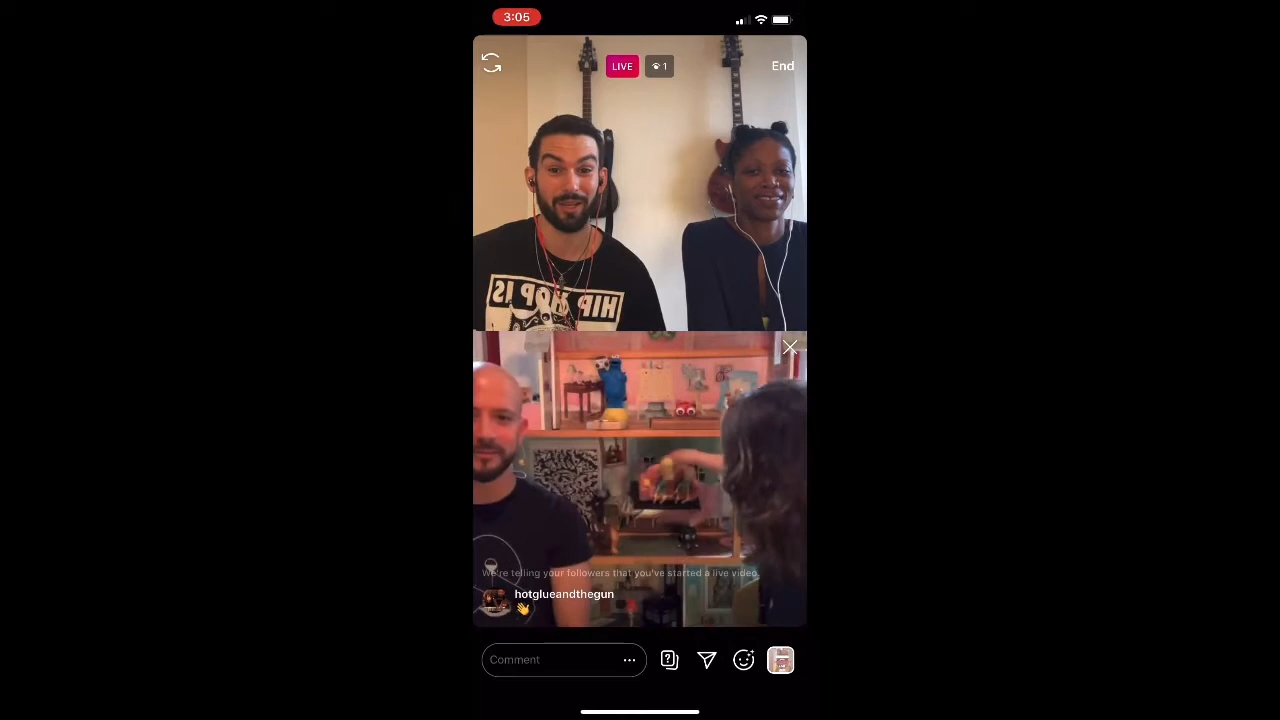 3:05
LIVE
1
End
HIP HOP IS
We're telling your followers that you've started a live video.
hotglueandthegun
👋
Comment